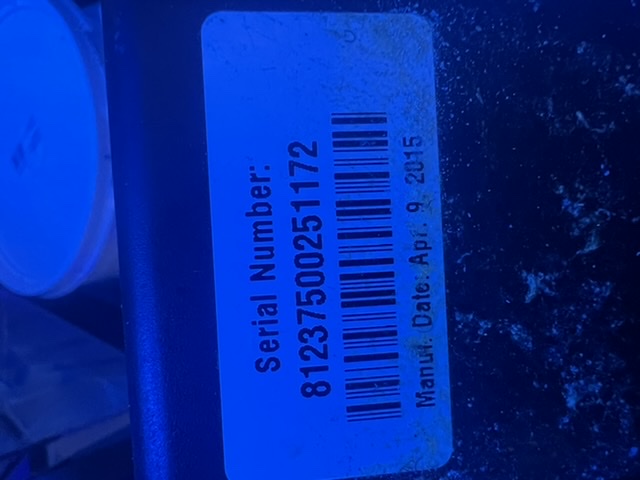 Serial Number:
81237500251172
Manuf. Date: Apr. 9, 2015